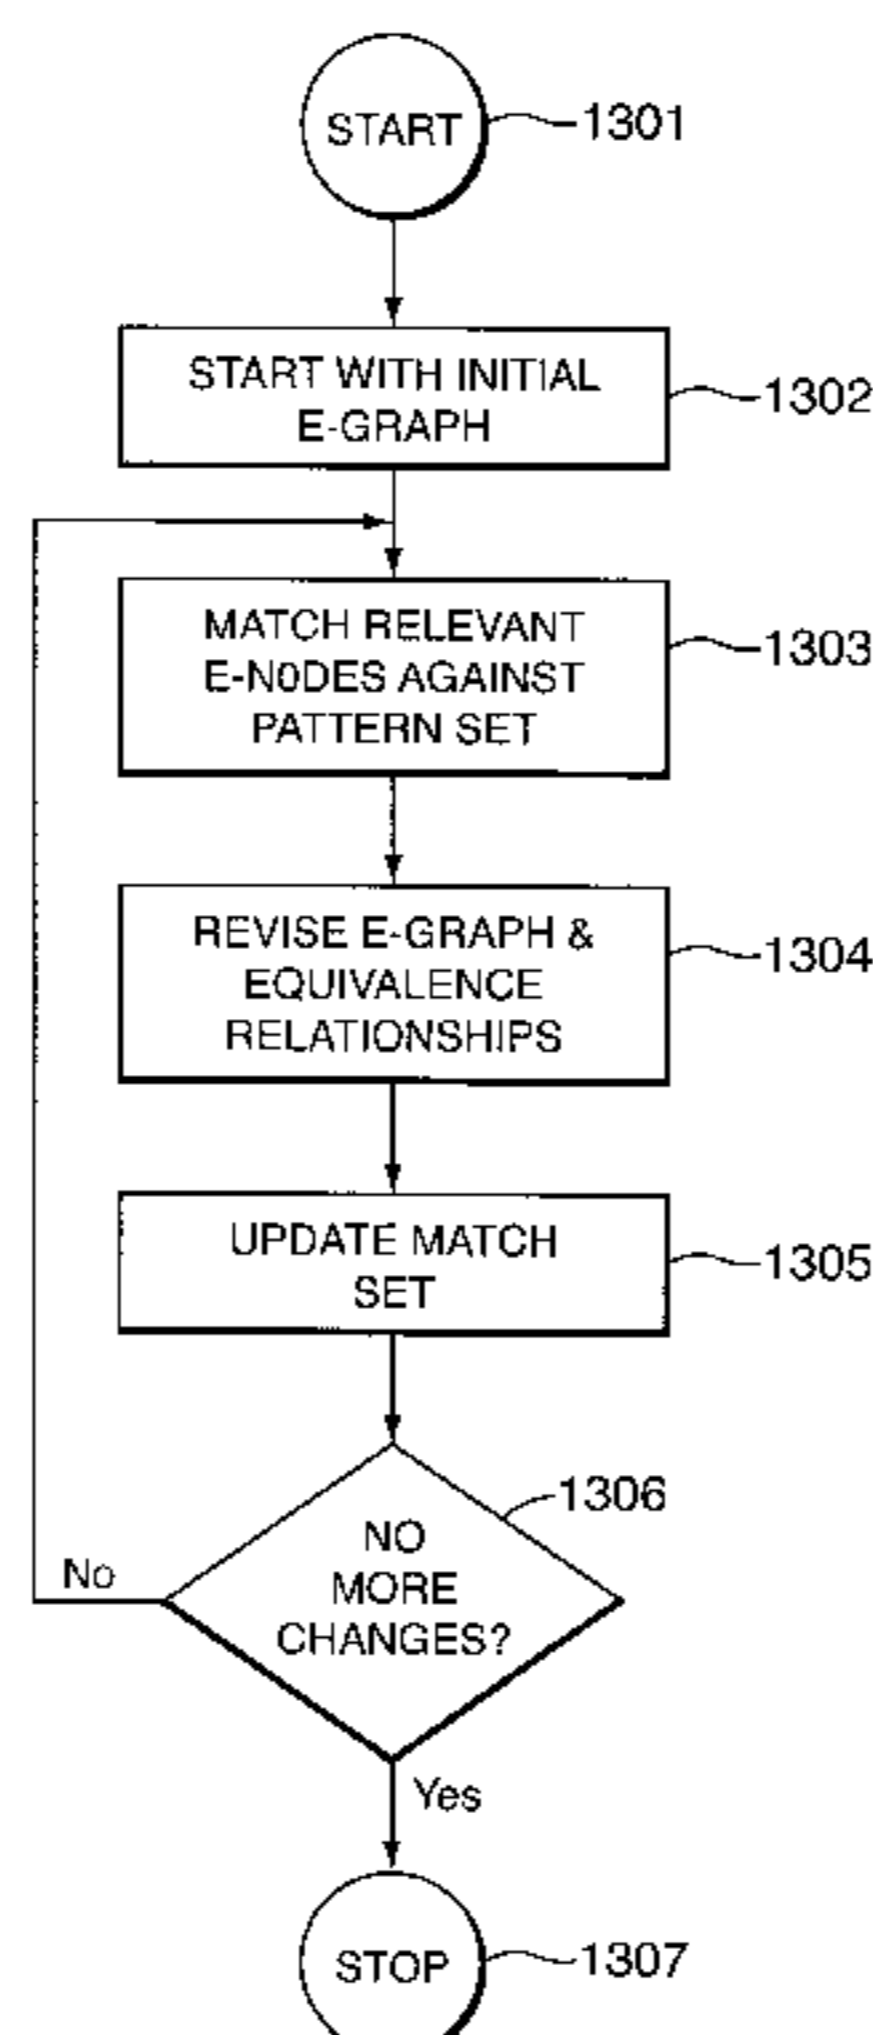 START
1301
START WITH INITIAL
E-GRAPH
1302
MATCH RELEVANT
E-N0DES AGAINST
PATTERN SET
1303
REVISE E-GRAPH &
EQUIVALENCE
RELATIONSHIPS
1304
UPDATE MATCH
SET
1305
NO
MORE
CHANGES?
1306
No
Yes
STOP
1307